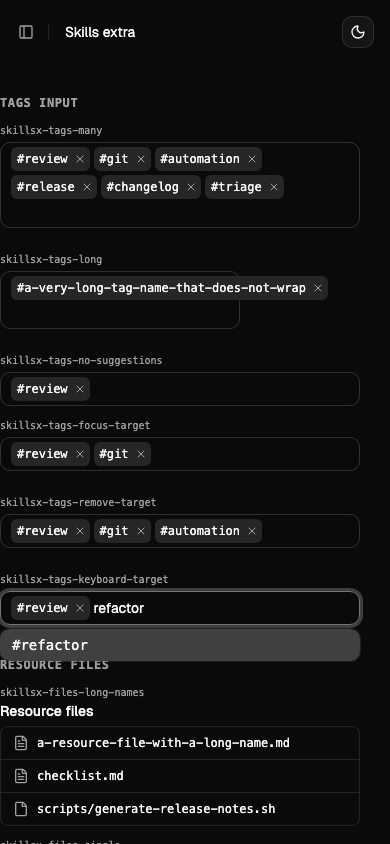 Skills extra
TAGS INPUT
skillsx-tags-many
#review × #git × #automation ×
#release × #changelog × #triage ×
skillsx-tags-long
#a-very-long-tag-name-that-does-not-wrap ×
skillsx-tags-no-suggestions
#review ×
skillsx-tags-focus-target
#review × #git ×
skillsx-tags-remove-target
#review × #git × #automation ×
skillsx-tags-keyboard-target
#review × refactor
#refactor
RESOURCE FILES
skillsx-files-long-names
Resource files
a-resource-file-with-a-long-name.md
checklist.md
scripts/generate-release-notes.sh